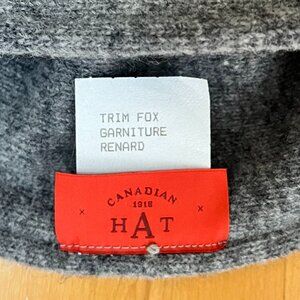 TRIM FOX
GARNITURE
RENARD
CANADIAN
1918
HAT